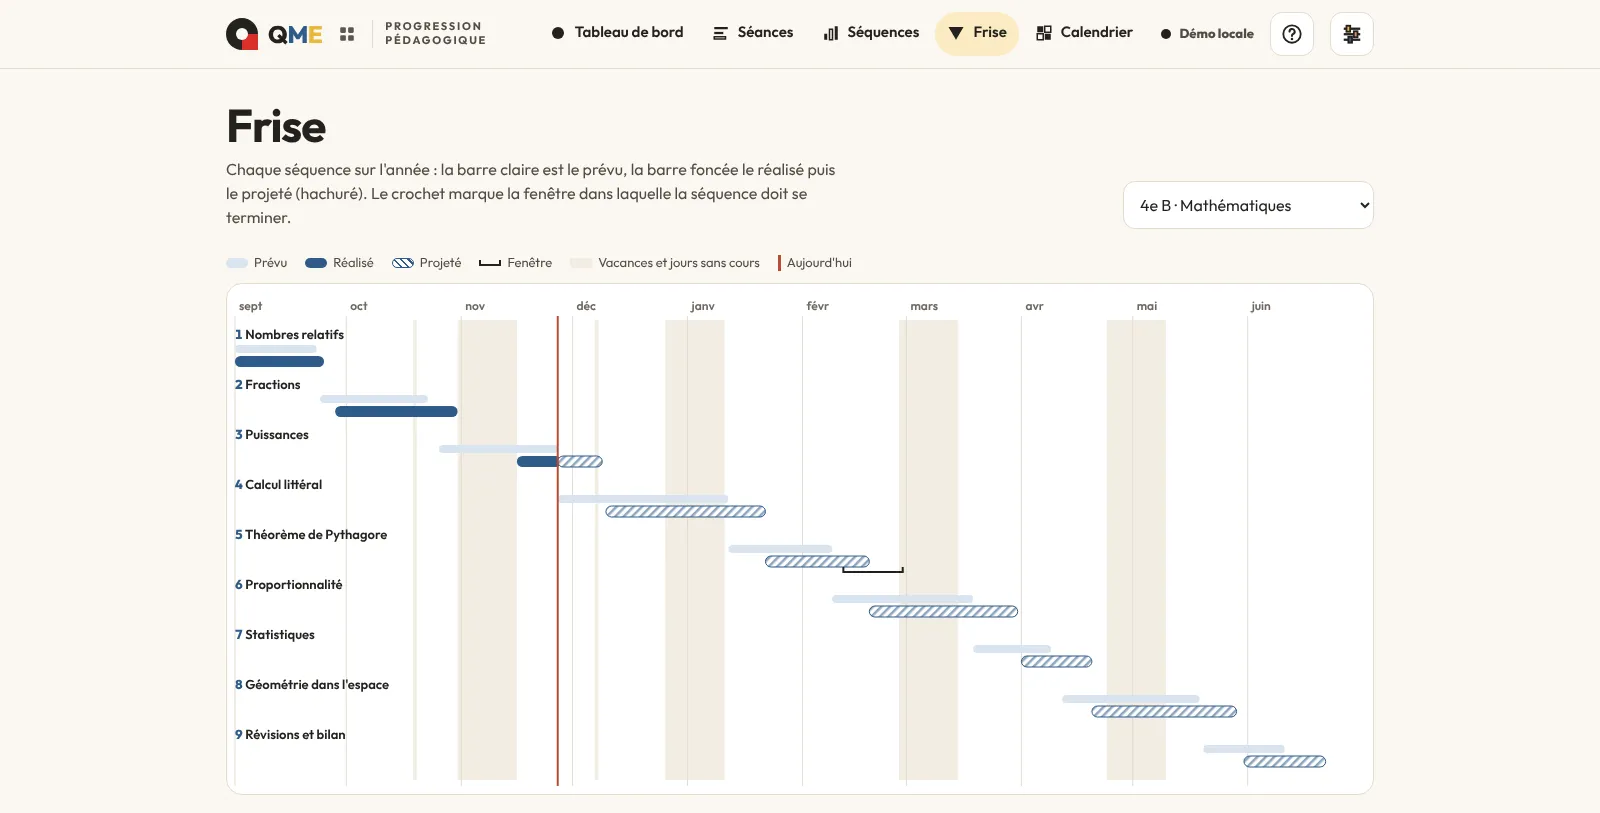 QME
PROGRESSION
PÉDAGOGIQUE
Tableau de bord
Séances
Séquences
Frise
Calendrier
Démo locale
Frise
Chaque séquence sur l'année : la barre claire est le prévu, la barre foncée le réalisé puis
le projeté (hachuré). Le crochet marque la fenêtre dans laquelle la séquence doit se
terminer.
4e B · Mathématiques
Prévu
Réalisé
Projeté
Fenêtre
Vacances et jours sans cours
Aujourd'hui
sept
oct
nov
déc
janv
févr
mars
avr
mai
juin
1 Nombres relatifs
2 Fractions
3 Puissances
4 Calcul littéral
5 Théorème de Pythagore
6 Proportionnalité
7 Statistiques
8 Géométrie dans l'espace
9 Révisions et bilan